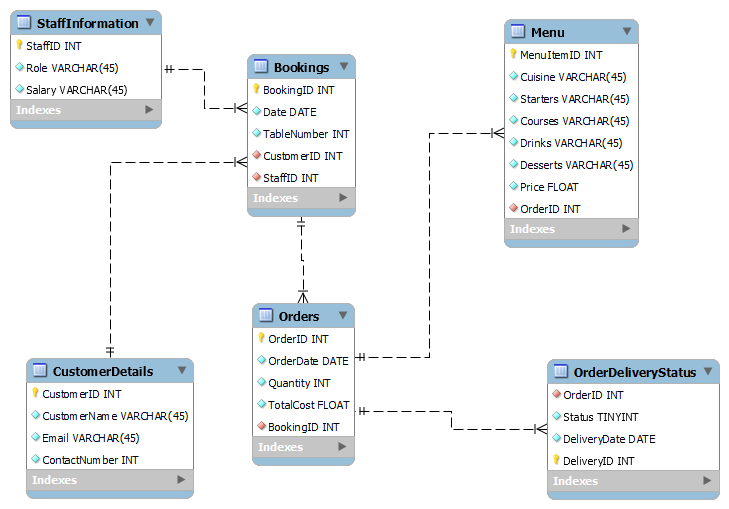 StaffInformation
StaffID INT
Role VARCHAR(45)
Salary VARCHAR(45)
Indexes
Bookings
BookingID INT
Date DATE
TableNumber INT
CustomerID INT
StaffID INT
Indexes
Menu
MenuItemID INT
Cuisine VARCHAR(45)
Starters VARCHAR(45)
Courses VARCHAR(45)
Drinks VARCHAR(45)
Desserts VARCHAR(45)
Price FLOAT
OrderID INT
Indexes
Orders
OrderID INT
OrderDate DATE
Quantity INT
TotalCost FLOAT
BookingID INT
Indexes
CustomerDetails
CustomerID INT
CustomerName VARCHAR(45)
Email VARCHAR(45)
ContactNumber INT
Indexes
OrderDeliveryStatus
OrderID INT
Status TINYINT
DeliveryDate DATE
DeliveryID INT
Indexes